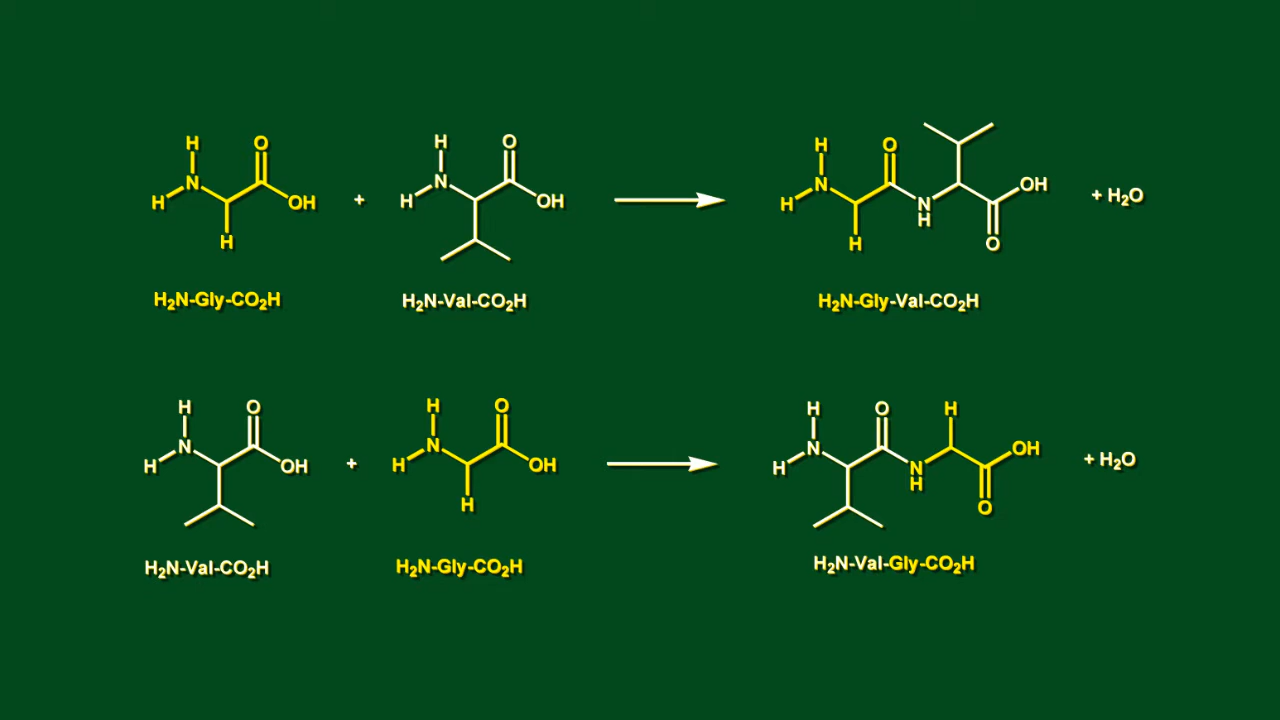 H O H O H O
N N H N OH
H OH + H OH H N H OH + H₂O
H H O
H₂N-Gly-CO₂H H₂N-Val-CO₂H H₂N-Gly-Val-CO₂H
H O H O H O H
N N N OH
H OH + H OH H N H + H₂O
H O
H₂N-Val-CO₂H H₂N-Gly-CO₂H H₂N-Val-Gly-CO₂H